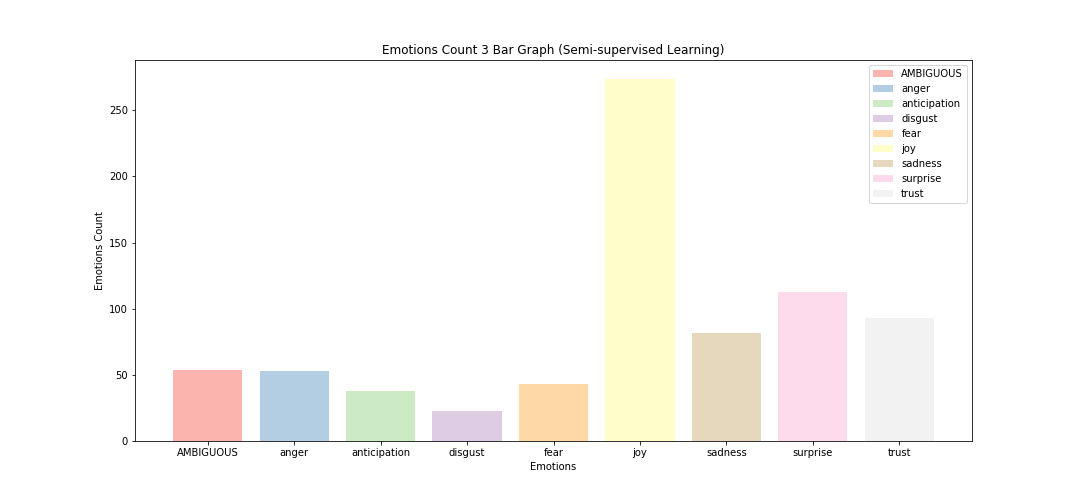 Emotions Count 3 Bar Graph (Semi-supervised Learning)
AMBIGUOUS
anger
anticipation
disgust
fear
joy
sadness
surprise
trust
250
200
150
100
50
0
Emotions Count
AMBIGUOUS anger anticipation disgust fear joy sadness surprise trust
Emotions